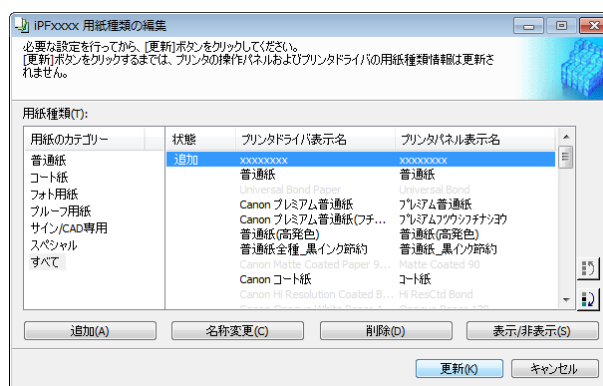 iPFxxxx 用紙種類の編集
必要な設定を行ってから、[更新]ボタンをクリックしてください。
[更新]ボタンをクリックするまでは、プリンタの操作パネルおよびプリンタドライバの用紙種類情報は更新さ
れません。
用紙種類(T):
用紙のカテゴリー 状態 プリンタドライバ表示名 プリンタパネル表示名
普通紙
コート紙
フォト用紙
プルーフ用紙
サイン/CAD専用
スペシャル
すべて
追加 xxxxxxxx xxxxxxxx
普通紙 普通紙
Universal Bond Paper Universal Bond
Canon プレミアム普通紙 プレミアム普通紙
Canon プレミアム普通紙(フチ... プレミアムフツウシフチナシヨウ
普通紙(高発色) 普通紙(高発色)
普通紙全種_黒インク節約 普通紙_黒インク節約
Canon Matte Coated Paper 9... Matte Coated 90
Canon コート紙 コート紙
Canon Hi Resolution Coated B... Hi ResCtd Bond
追加(A) 名称変更(C) 削除(D) 表示/非表示(S)
更新(K) キャンセル